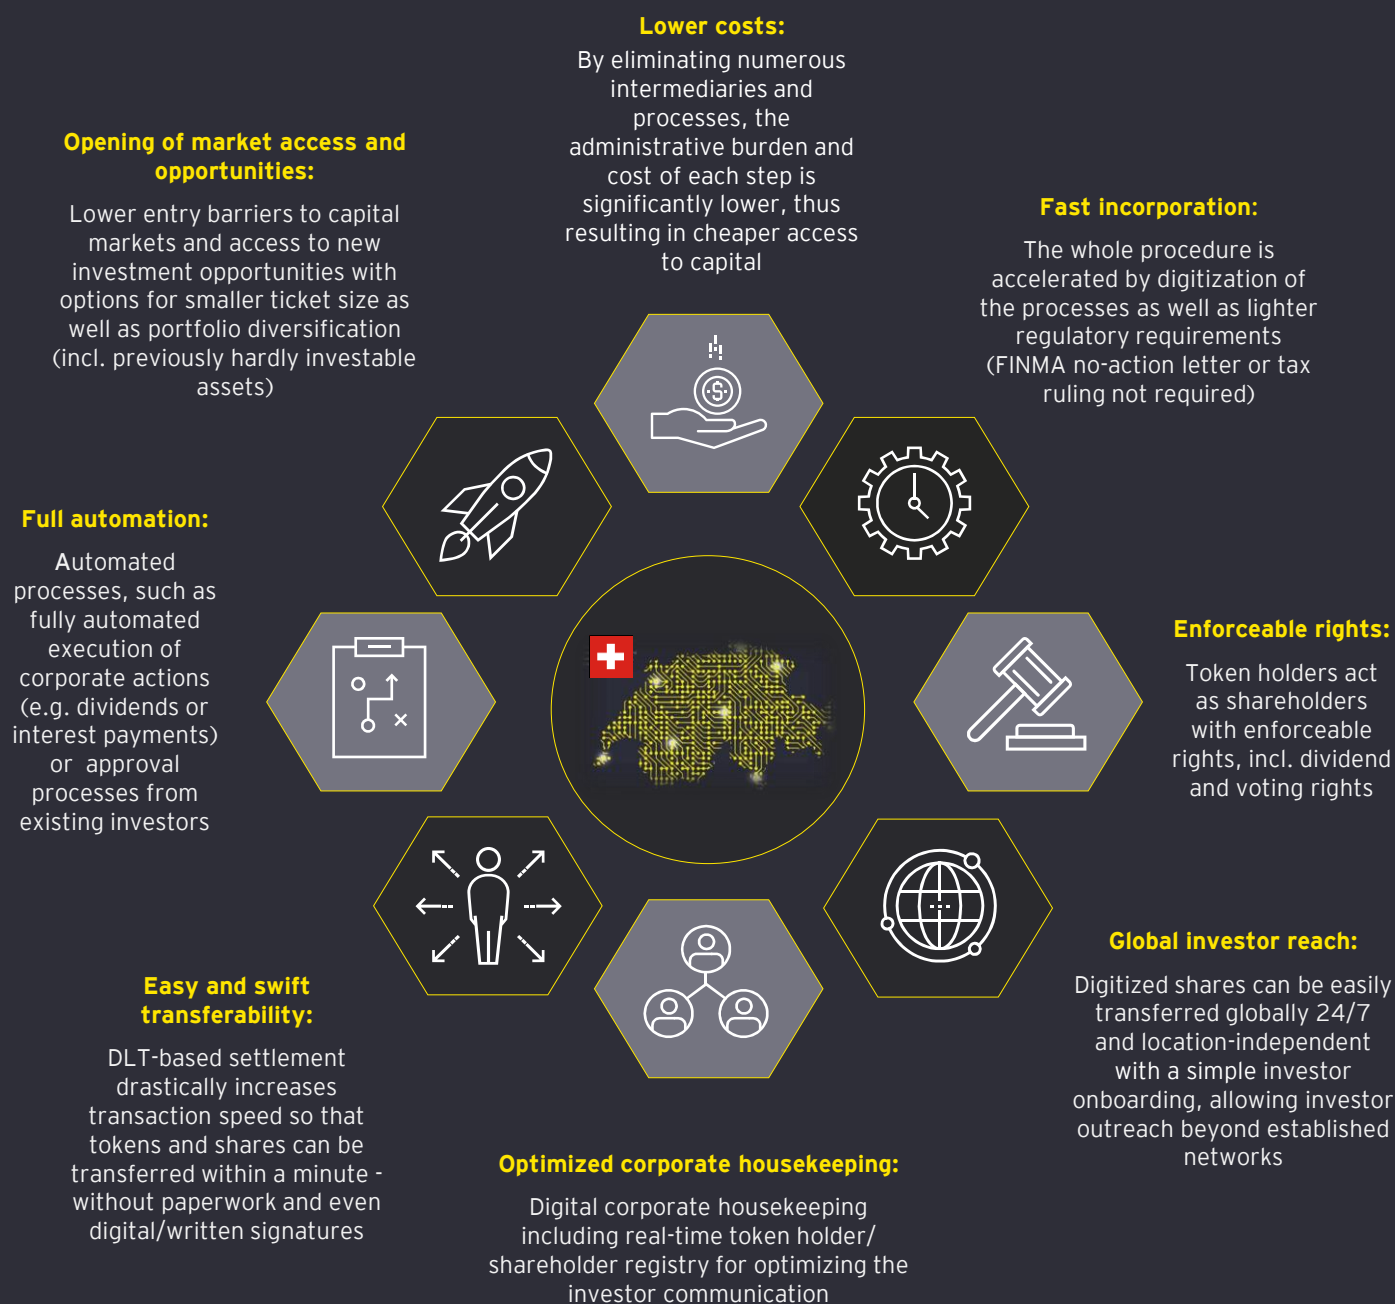 Lower costs:
By eliminating numerous
intermediaries and
processes, the
administrative burden and
cost of each step is
significantly lower, thus
resulting in cheaper access
to capital
Opening of market access and
opportunities:
Lower entry barriers to capital
markets and access to new
investment opportunities with
options for smaller ticket size as
well as portfolio diversification
(incl. previously hardly investable
assets)
Fast incorporation:
The whole procedure is
accelerated by digitization of
the processes as well as lighter
regulatory requirements
(FINMA no-action letter or tax
ruling not required)
Full automation:
Automated
processes, such as
fully automated
execution of
corporate actions
(e.g. dividends or
interest payments)
or approval
processes from
existing investors
Enforceable rights:
Token holders act
as shareholders
with enforceable
rights, incl. dividend
and voting rights
Easy and swift
transferability:
DLT-based settlement
drastically increases
transaction speed so that
tokens and shares can be
transferred within a minute -
without paperwork and even
digital/written signatures
Global investor reach:
Digitized shares can be easily
transferred globally 24/7
and location-independent
with a simple investor
onboarding, allowing investor
outreach beyond established
networks
Optimized corporate housekeeping:
Digital corporate housekeeping
including real-time token holder/
shareholder registry for optimizing the
investor communication